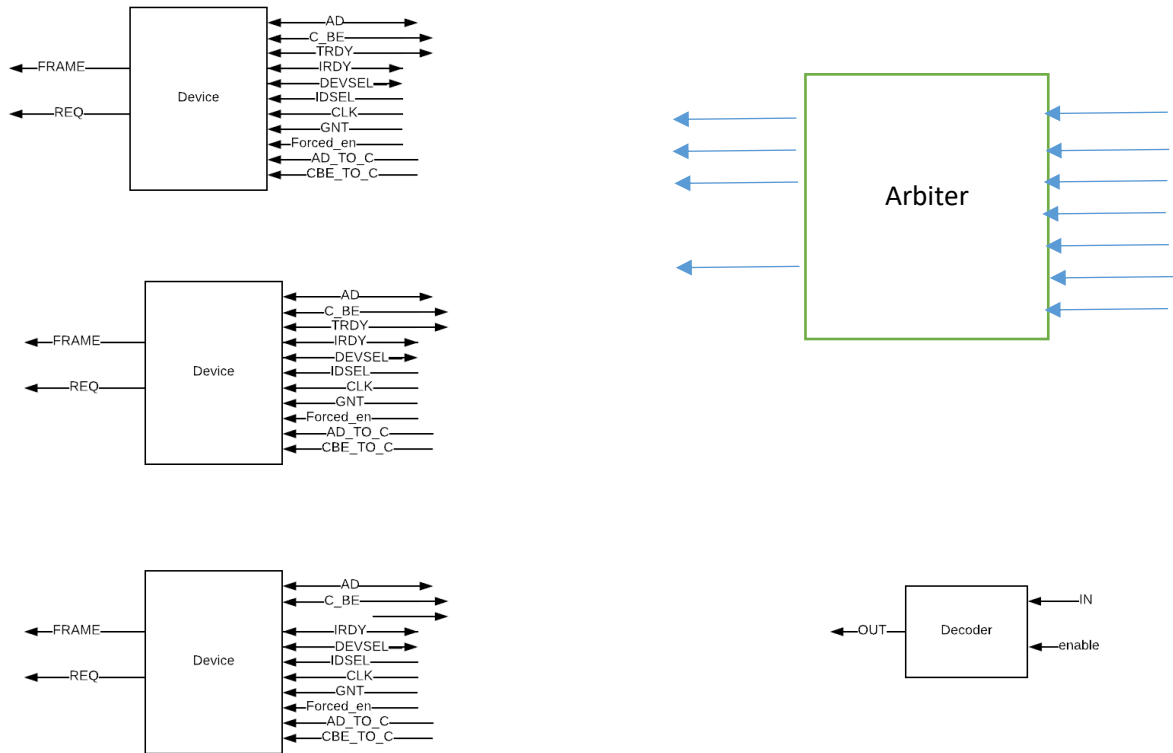 AD
C_BE
TRDY
FRAME
IRDY
DEVSEL
Device
IDSEL
REQ
CLK
GNT
Forced_en
AD_TO_C
CBE_TO_C
Arbiter
AD
C_BE
TRDY
FRAME
IRDY
DEVSEL
Device
IDSEL
REQ
CLK
GNT
Forced_en
AD_TO_C
CBE_TO_C
AD
C_BE
FRAME
IRDY
DEVSEL
Device
IDSEL
REQ
CLK
GNT
Forced_en
AD_TO_C
CBE_TO_C
IN
OUT
Decoder
enable